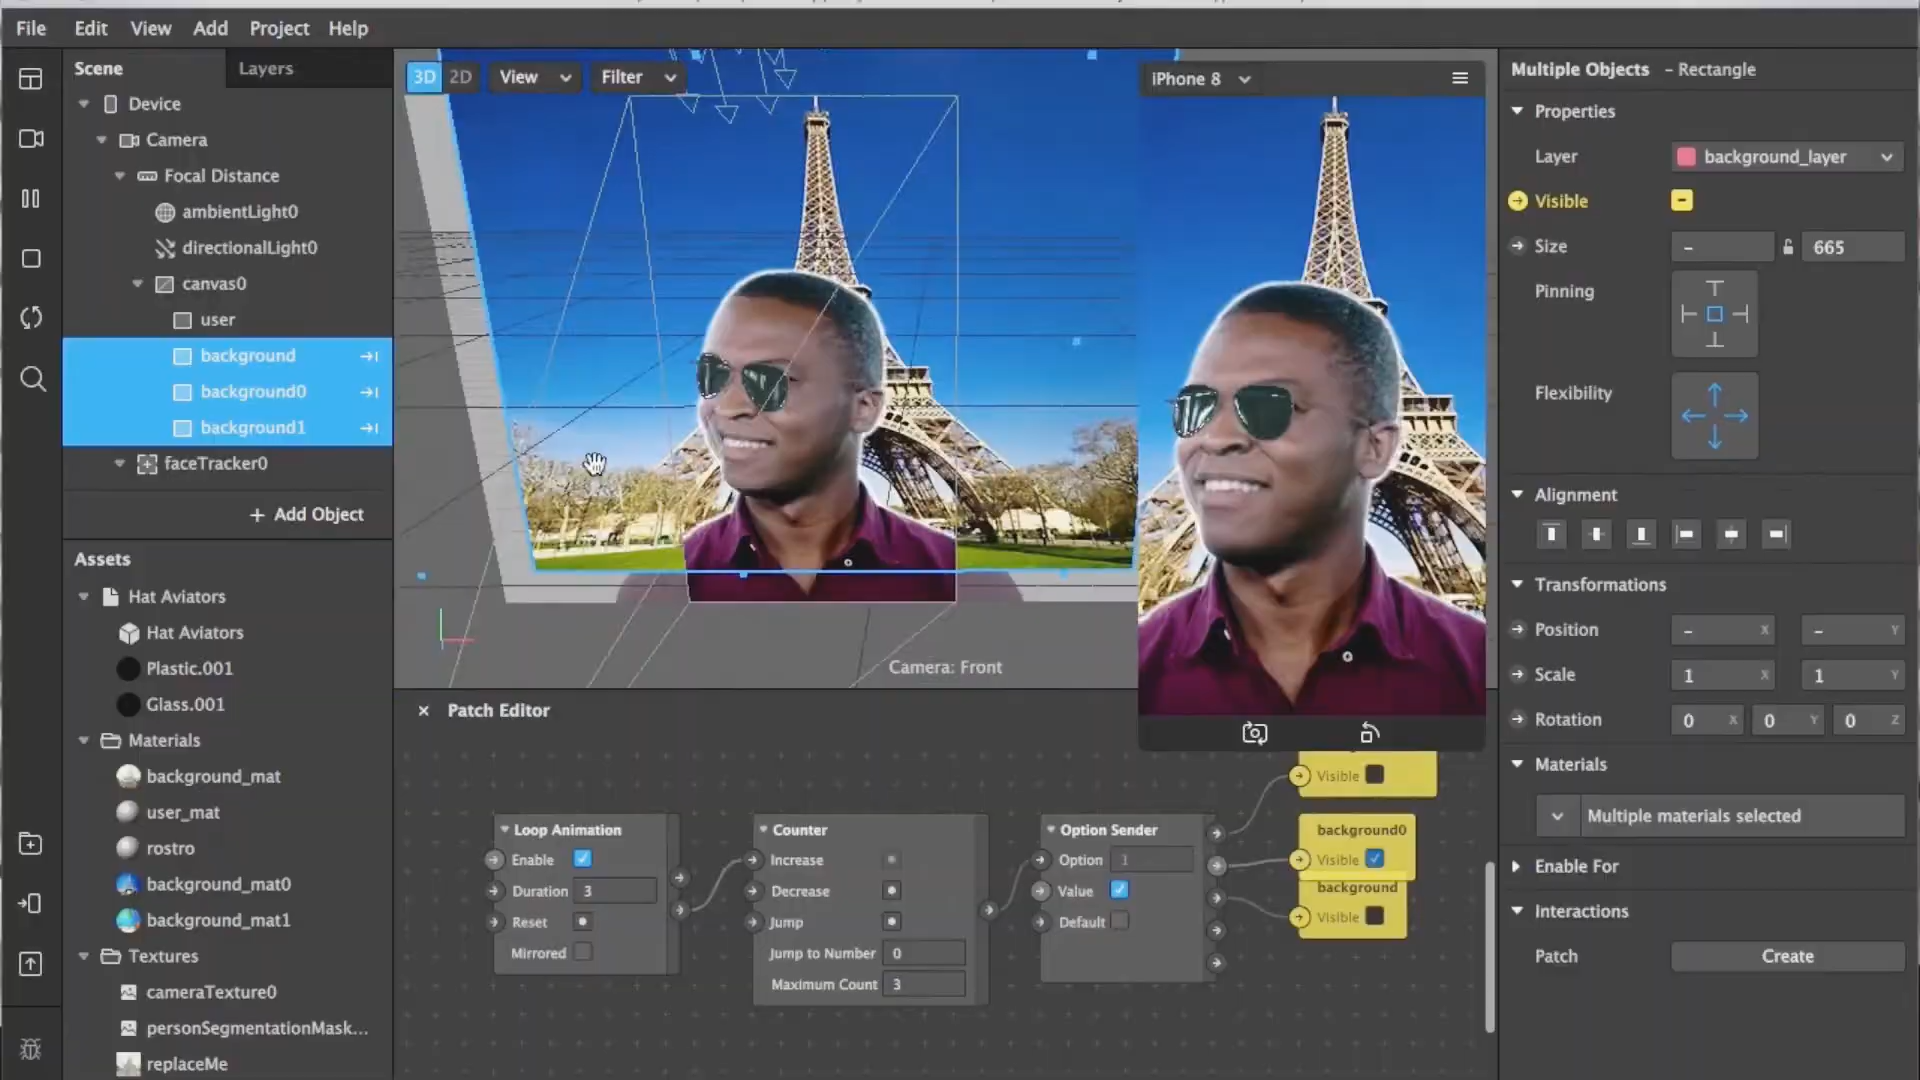 File Edit View Add Project Help
Scene Layers
Device
Camera
Focal Distance
ambientLight0
directionalLight0
canvas0
user
background
background0
background1
faceTracker0
+ Add Object
Assets
Hat Aviators
Hat Aviators
Plastic.001
Glass.001
Materials
background_mat
user_mat
rostro
background_mat0
background_mat1
Textures
cameraTexture0
personSegmentationMask...
replaceMe
3D 2D View Filter
Camera: Front
iPhone 8
× Patch Editor
Loop Animation
Enable
Duration 3
Reset
Mirrored
Counter
Increase
Decrease
Jump
Jump to Number 0
Maximum Count 3
Option Sender
Option 1
Value
Default
Visible
background0
Visible
background
Visible
Multiple Objects - Rectangle
Properties
Layer background_layer
Visible
Size - 665
Pinning
Flexibility
Alignment
Transformations
Position - X - Y
Scale 1 X 1 Y
Rotation 0 X 0 Y 0 Z
Materials
Multiple materials selected
Enable For
Interactions
Patch Create